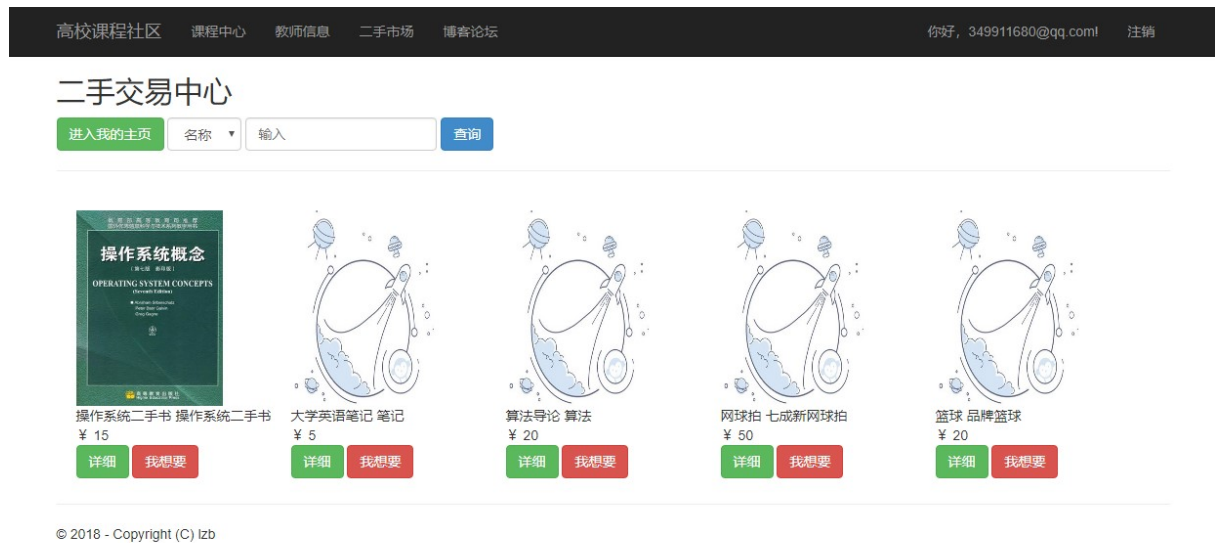 高校课程社区 课程中心 教师信息 二手市场 博客论坛 你好，349911680@qq.com! 注销
二手交易中心
进入我的主页 名称 输入 查询
操作系统概念
OPERATING SYSTEM CONCEPTS
(Seventh Edition)
操作系统二手书 操作系统二手书 大学英语笔记 笔记 算法导论 算法 网球拍 七成新网球拍 篮球 品牌篮球
¥ 15 ¥ 5 ¥ 20 ¥ 50 ¥ 20
详细 我想要 详细 我想要 详细 我想要 详细 我想要 详细 我想要
© 2018 - Copyright (C) lzb